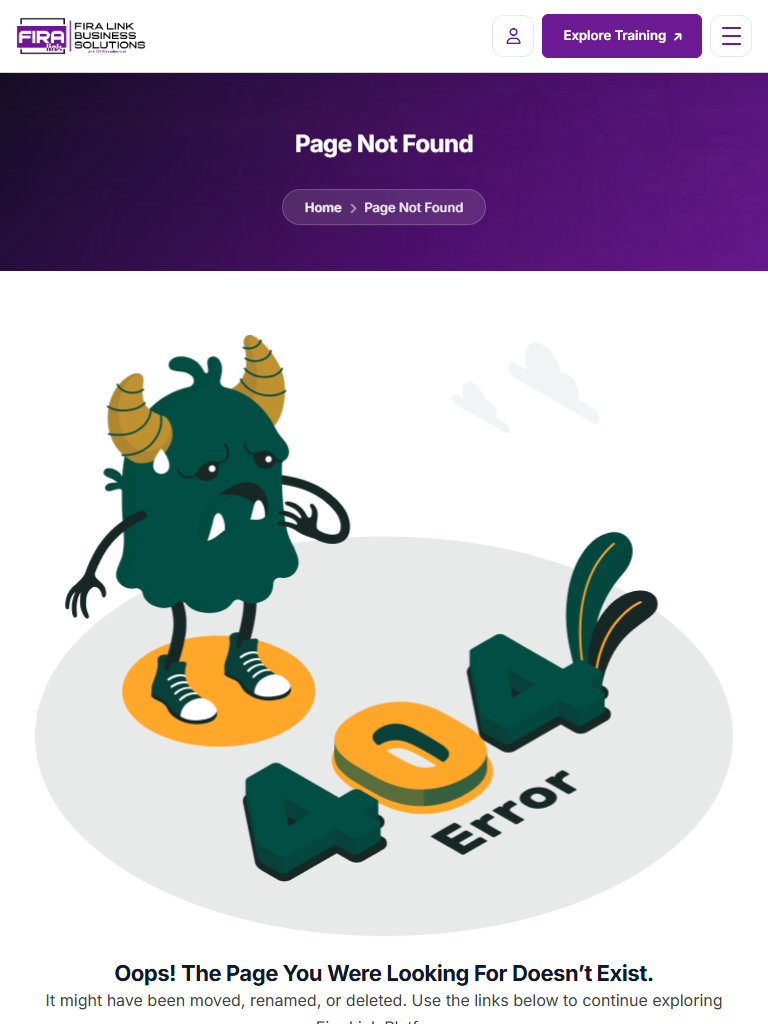 FIRA
link
FIRA LINK
BUSINESS
SOLUTIONS
Explore Training
Page Not Found
Home Page Not Found
404
Error
Oops! The Page You Were Looking For Doesn’t Exist.
It might have been moved, renamed, or deleted. Use the links below to continue exploring